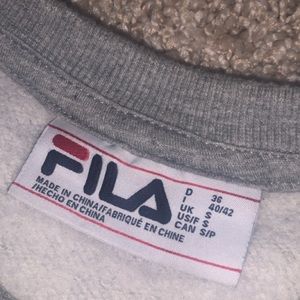 FILA
MADE IN CHINA/FABRIQUÉ EN CHINE
/HECHO EN CHINA
D 36
I 40/42
UK S
US/F S
CAN S/P